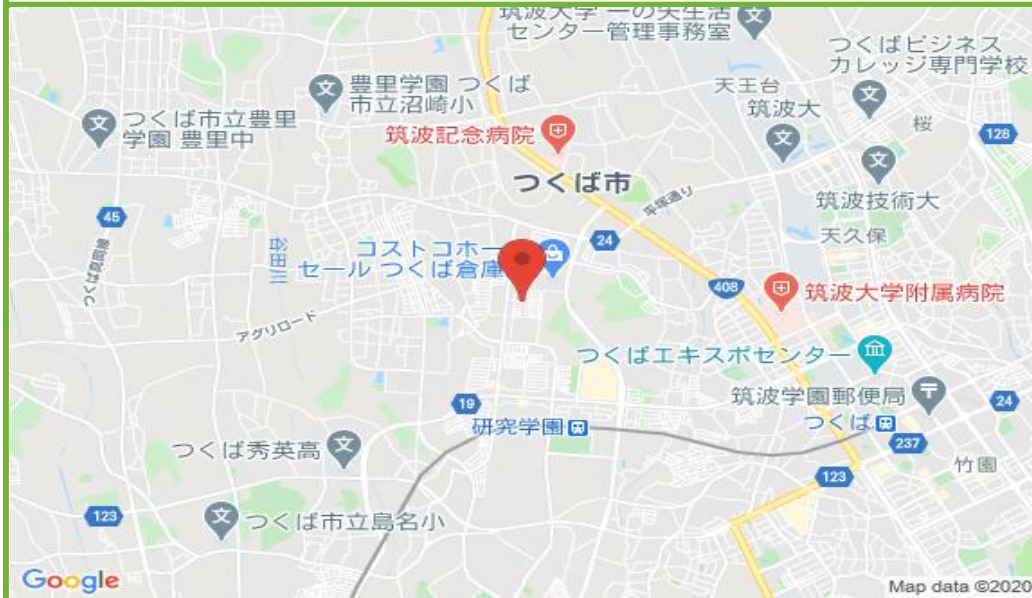 筑波大学 一の矢生活
センター管理事務室
つくばビジネス
カレッジ専門学校
豊里学園 つくば
市立沼崎小
天王台
つくば市立豊里
学園 豊里中
筑波記念病院
筑波大
桜
128
つくば市
筑波技術大
平塚通り
45
天久保
谷田川
コストコホー
セール つくば倉庫
24
つくば真岡線
408
筑波大学附属病院
アグリロード
つくばエキスポセンター
筑波学園郵便局
19
24
研究学園
つくば
237
つくば秀英高
竹園
123
123
つくば市立島名小
Google
Map data ©2020